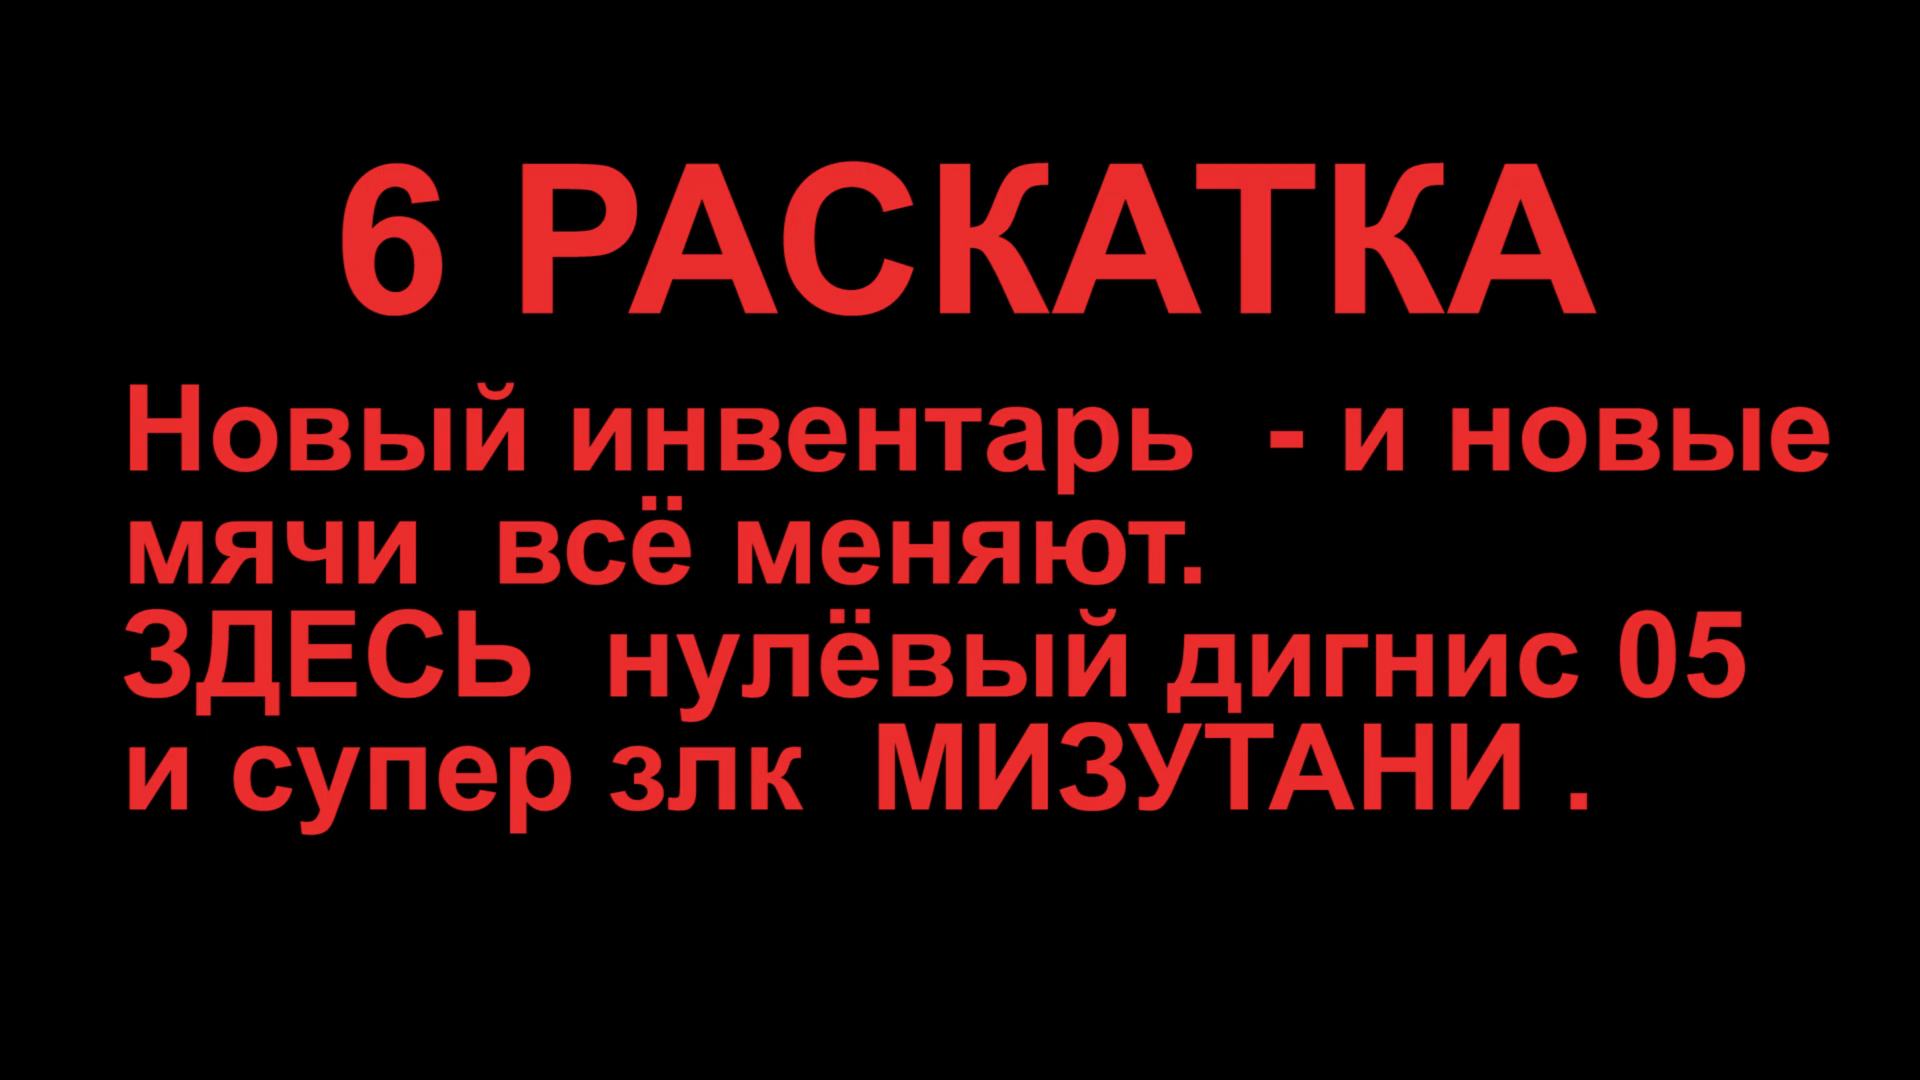 6 РАСКАТКА
Новый инвентарь - и новые
мячи всё меняют.
ЗДЕСЬ нулёвый дигнис 05
и супер злк МИЗУТАНИ .